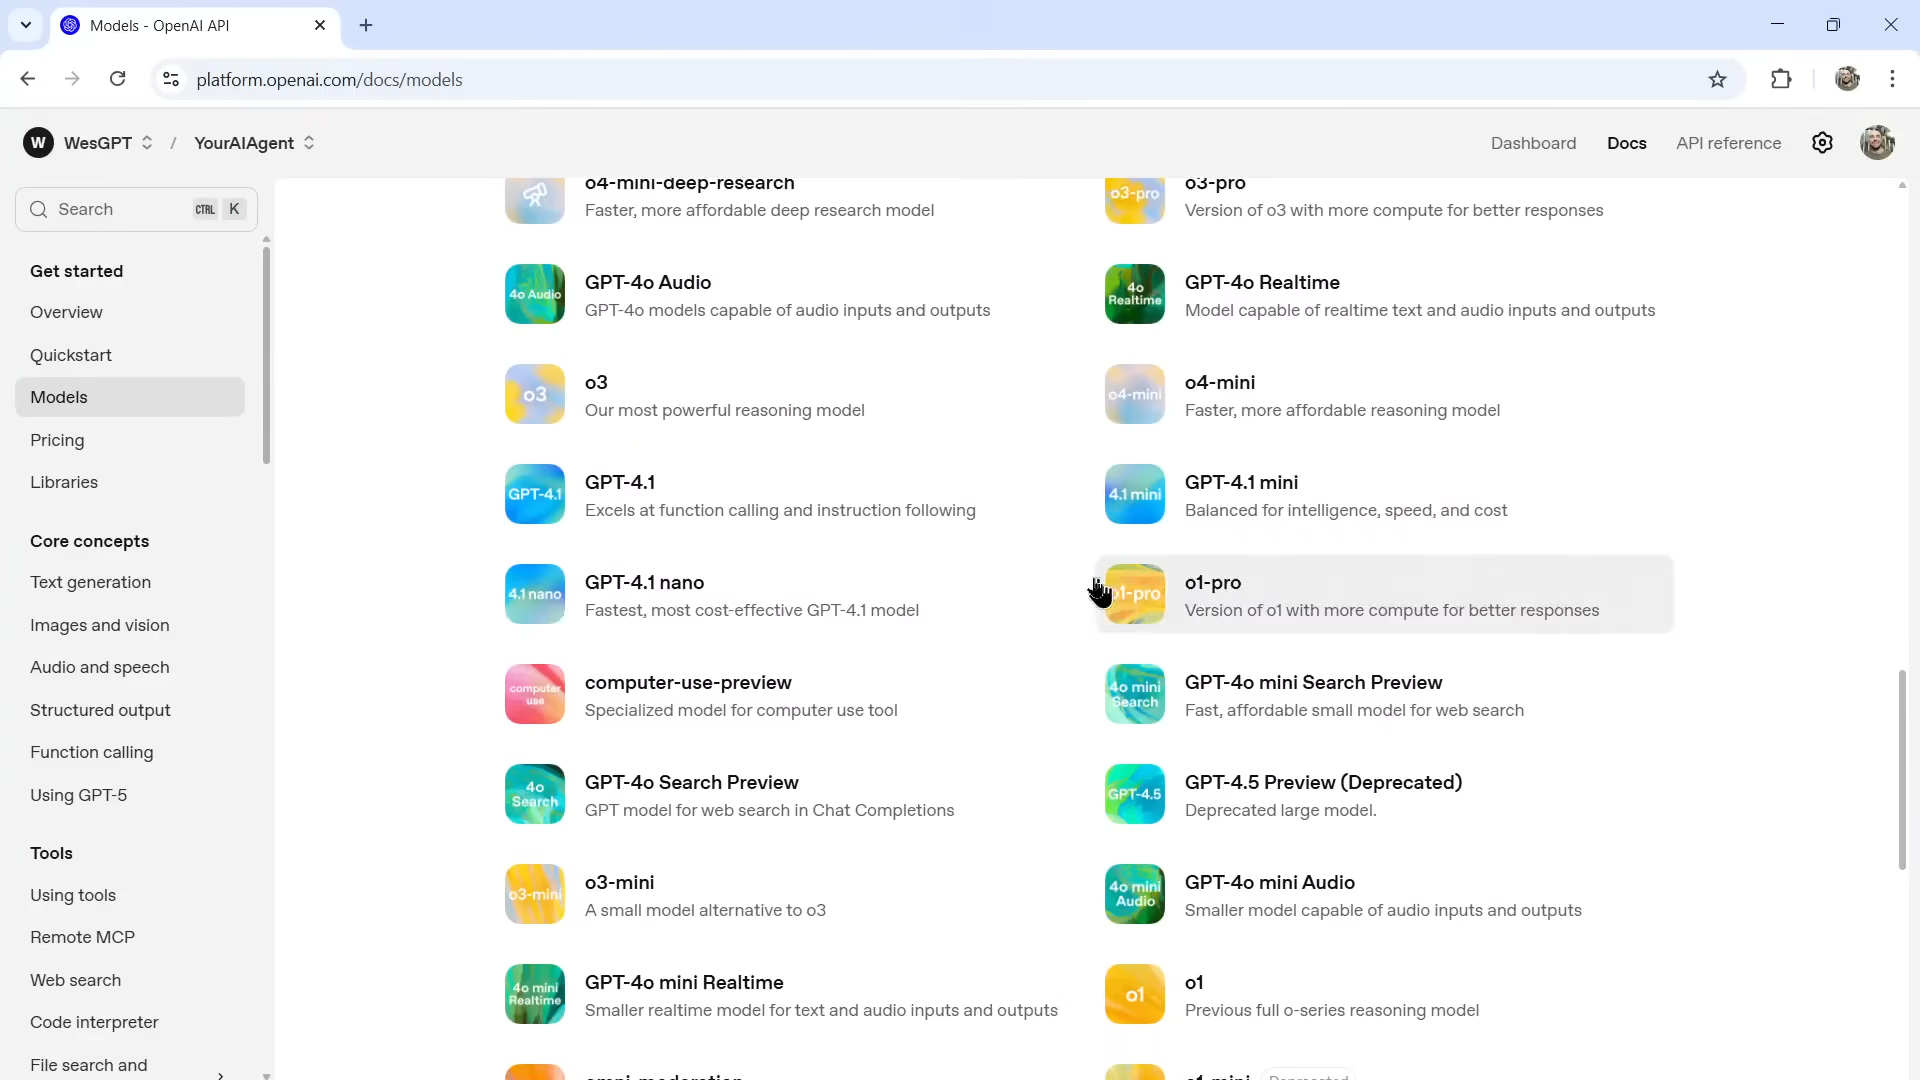 Models - OpenAI API
platform.openai.com/docs/models
W WesGPT / YourAIAgent
Dashboard Docs API reference
Search CTRL K
Get started
Overview
Quickstart
Models
Pricing
Libraries
Core concepts
Text generation
Images and vision
Audio and speech
Structured output
Function calling
Using GPT-5
Tools
Using tools
Remote MCP
Web search
Code interpreter
File search and
o4-mini-deep-research
Faster, more affordable deep research model
o3-pro
o3-pro
Version of o3 with more compute for better responses
4o Audio
GPT-4o Audio
GPT-4o models capable of audio inputs and outputs
4o
Realtime
GPT-4o Realtime
Model capable of realtime text and audio inputs and outputs
o3
o3
Our most powerful reasoning model
o4-mini
o4-mini
Faster, more affordable reasoning model
GPT-4.1
GPT-4.1
Excels at function calling and instruction following
4.1 mini
GPT-4.1 mini
Balanced for intelligence, speed, and cost
4.1 nano
GPT-4.1 nano
Fastest, most cost-effective GPT-4.1 model
o1-pro
o1-pro
Version of o1 with more compute for better responses
computer
use
computer-use-preview
Specialized model for computer use tool
4o mini
Search
GPT-4o mini Search Preview
Fast, affordable small model for web search
4o
Search
GPT-4o Search Preview
GPT model for web search in Chat Completions
GPT-4.5
GPT-4.5 Preview (Deprecated)
Deprecated large model.
o3-mini
o3-mini
A small model alternative to o3
4o mini
Audio
GPT-4o mini Audio
Smaller model capable of audio inputs and outputs
4o mini
Realtime
GPT-4o mini Realtime
Smaller realtime model for text and audio inputs and outputs
o1
o1
Previous full o-series reasoning model
omni-moderation
o1-mini Deprecated